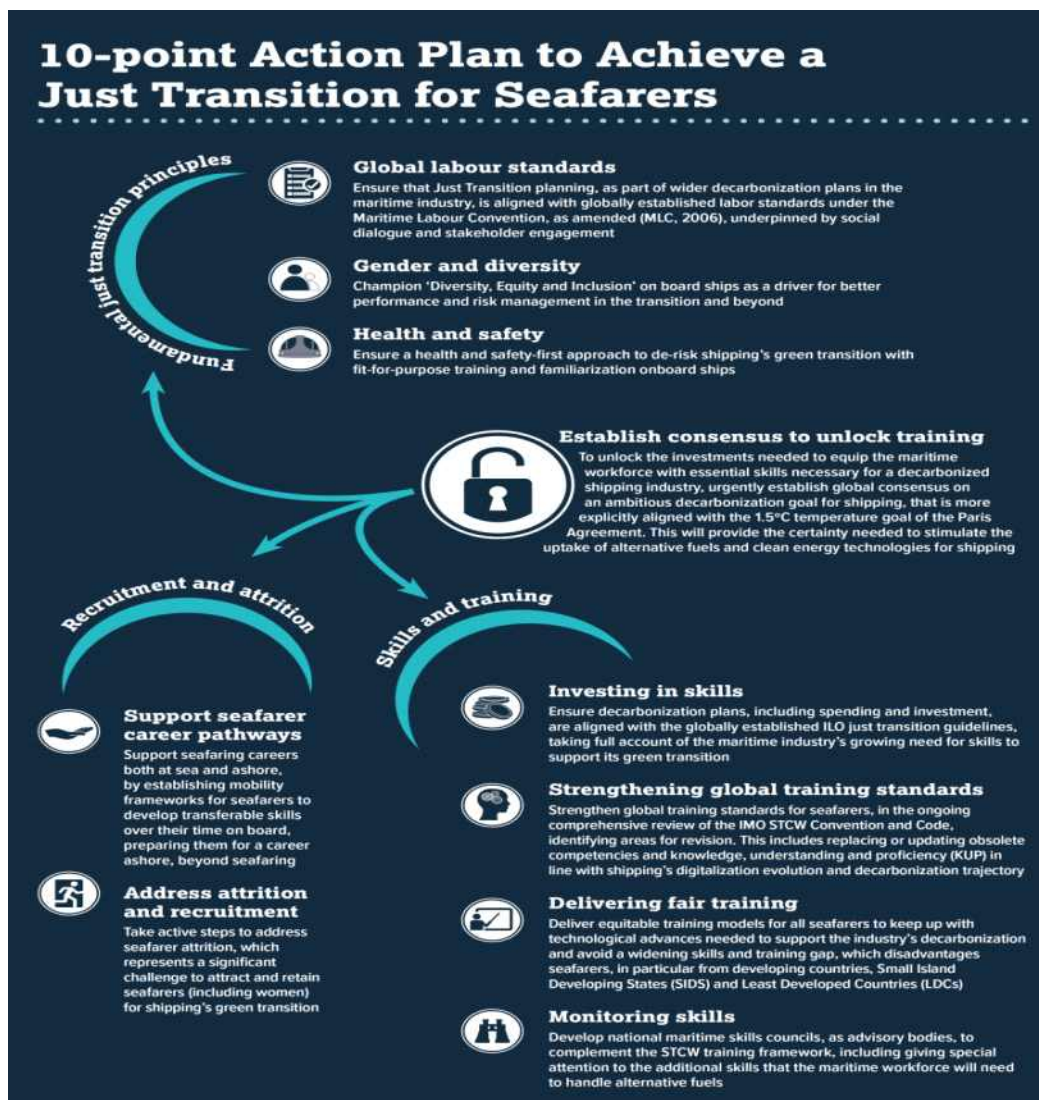 10-point Action Plan to Achieve a
Just Transition for Seafarers
Fundamental just transition principles
Global labour standards
Ensure that Just Transition planning, as part of wider decarbonization plans in the
maritime industry, is aligned with globally established labor standards under the
Maritime Labour Convention, as amended (MLC, 2006), underpinned by social
dialogue and stakeholder engagement
Gender and diversity
Champion ‘Diversity, Equity and Inclusion’ on board ships as a driver for better
performance and risk management in the transition and beyond
Health and safety
Ensure a health and safety-first approach to de-risk shipping’s green transition with
fit-for-purpose training and familiarization onboard ships
Establish consensus to unlock training
To unlock the investments needed to equip the maritime
workforce with essential skills necessary for a decarbonized
shipping industry, urgently establish global consensus on
an ambitious decarbonization goal for shipping, that is more
explicitly aligned with the 1.5°C temperature goal of the Paris
Agreement. This will provide the certainty needed to stimulate the
uptake of alternative fuels and clean energy technologies for shipping
Recruitment and attrition
Support seafarer
career pathways
Support seafaring careers
both at sea and ashore,
by establishing mobility
frameworks for seafarers to
develop transferable skills
over their time on board,
preparing them for a career
ashore, beyond seafaring
Address attrition
and recruitment
Take active steps to address
seafarer attrition, which
represents a significant
challenge to attract and retain
seafarers (including women)
for shipping’s green transition
Skills and training
Investing in skills
Ensure decarbonization plans, including spending and investment,
are aligned with the globally established ILO just transition guidelines,
taking full account of the maritime industry’s growing need for skills to
support its green transition
Strengthening global training standards
Strengthen global training standards for seafarers, in the ongoing
comprehensive review of the IMO STCW Convention and Code,
identifying areas for revision. This includes replacing or updating obsolete
competencies and knowledge, understanding and proficiency (KUP) in
line with shipping’s digitalization evolution and decarbonization trajectory
Delivering fair training
Deliver equitable training models for all seafarers to keep up with
technological advances needed to support the industry’s decarbonization
and avoid a widening skills and training gap, which disadvantages
seafarers, in particular from developing countries, Small Island
Developing States (SIDS) and Least Developed Countries (LDCs)
Monitoring skills
Develop national maritime skills councils, as advisory bodies, to
complement the STCW training framework, including giving special
attention to the additional skills that the maritime workforce will need
to handle alternative fuels